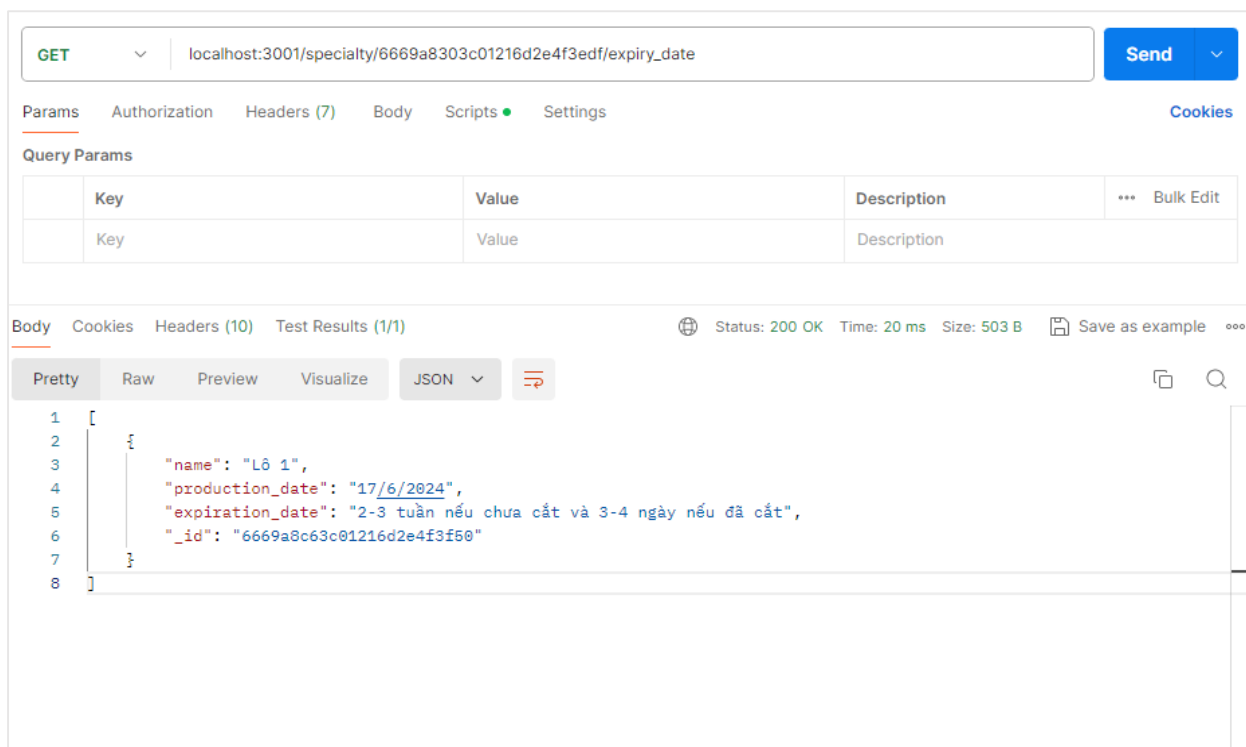 GET localhost:3001/specialty/6669a8303c01216d2e4f3edf/expiry_date Send
Params Authorization Headers (7) Body Scripts Settings Cookies
Query Params
Key Value Description ••• Bulk Edit
Key Value Description
Body Cookies Headers (10) Test Results (1/1) Status: 200 OK Time: 20 ms Size: 503 B Save as example
Pretty Raw Preview Visualize JSON
1 [
2 {
3 "name": "Lô 1",
4 "production_date": "17/6/2024",
5 "expiration_date": "2-3 tuần nếu chưa cắt và 3-4 ngày nếu đã cắt",
6 "_id": "6669a8c63c01216d2e4f3f50"
7 }
8 ]